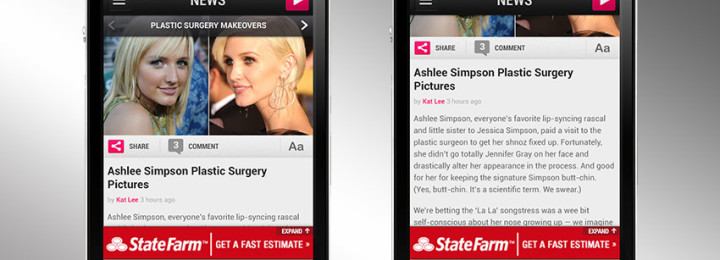 NEWS
PLASTIC SURGERY MAKEOVERS
SHARE
3
COMMENT
Aa
Ashlee Simpson Plastic Surgery
Pictures
by Kat Lee 3 hours ago
Ashlee Simpson, everyone's favorite lip-syncing rascal
EXPAND
StateFarm™
GET A FAST ESTIMATE »
NEWS
SHARE
3
COMMENT
Aa
Ashlee Simpson Plastic Surgery
Pictures
by Kat Lee 3 hours ago
Ashlee Simpson, everyone's favorite lip-syncing rascal
and little sister to Jessica Simpson, paid a visit to the
plastic surgeon to get her shnoz fixed up. Fortunately,
she didn't go totally Jennifer Gray on her face and
drastically alter her appearance in the process. And good
for her for keeping the signature Simpson butt-chin.
(Yes, butt-chin. It's a scientific term. We swear.)
We're betting the 'La La' songstress was a wee bit
self-conscious about her nose growing up — we imagine
EXPAND
StateFarm™
GET A FAST ESTIMATE »